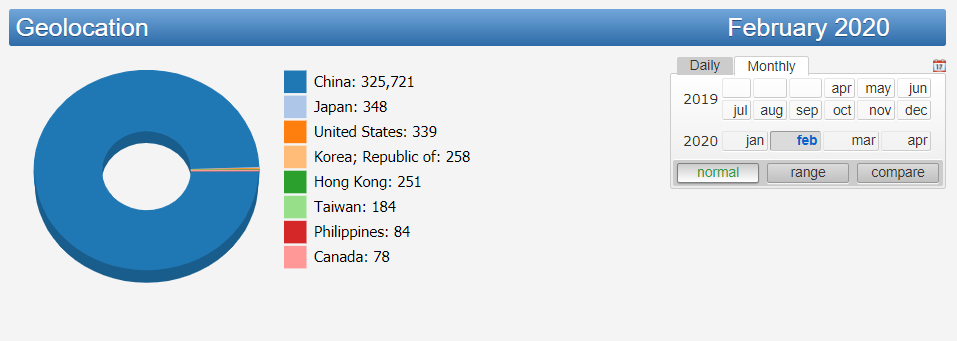 Geolocation February 2020
China: 325,721
Japan: 348
United States: 339
Korea; Republic of: 258
Hong Kong: 251
Taiwan: 184
Philippines: 84
Canada: 78
Daily Monthly
2019 apr may jun
jul aug sep oct nov dec
2020 jan feb mar apr
normal range compare